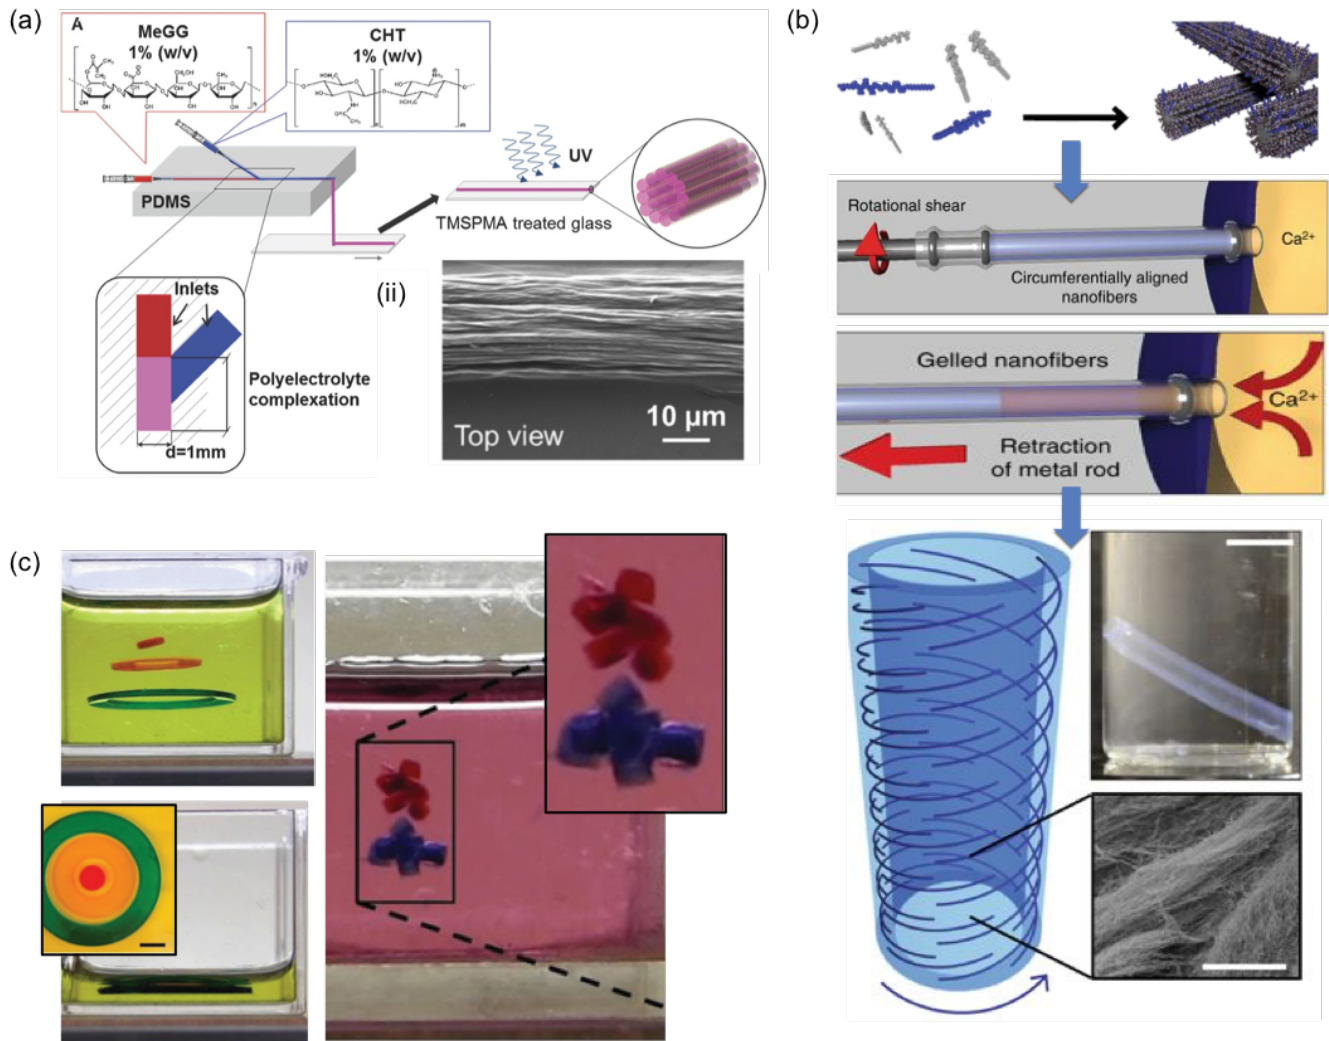 (a)
A
MeGG
1% (w/v)
CHT
1% (w/v)
UV
PDMS
TMSPMA treated glass
Inlets
Polyelectrolyte
complexation
d=1mm
(ii)
Top view
10 µm
(b)
Rotational shear
Ca²⁺
Circumferentially aligned
nanofibers
Gelled nanofibers
Ca²⁺
Retraction
of metal rod
(c)